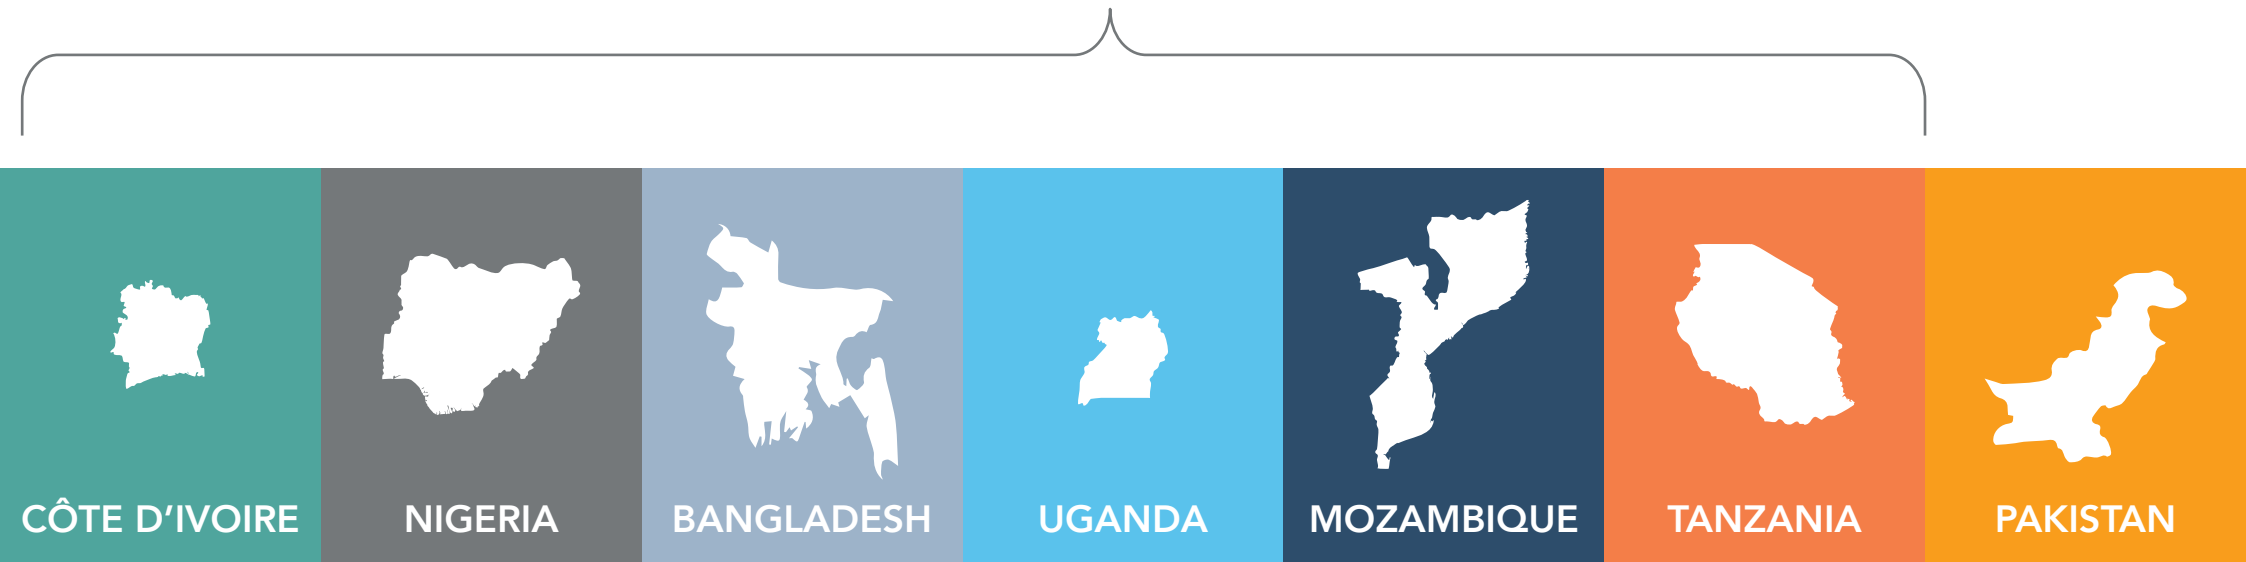 CÔTE D’IVOIRE
NIGERIA
BANGLADESH
UGANDA
MOZAMBIQUE
TANZANIA
PAKISTAN